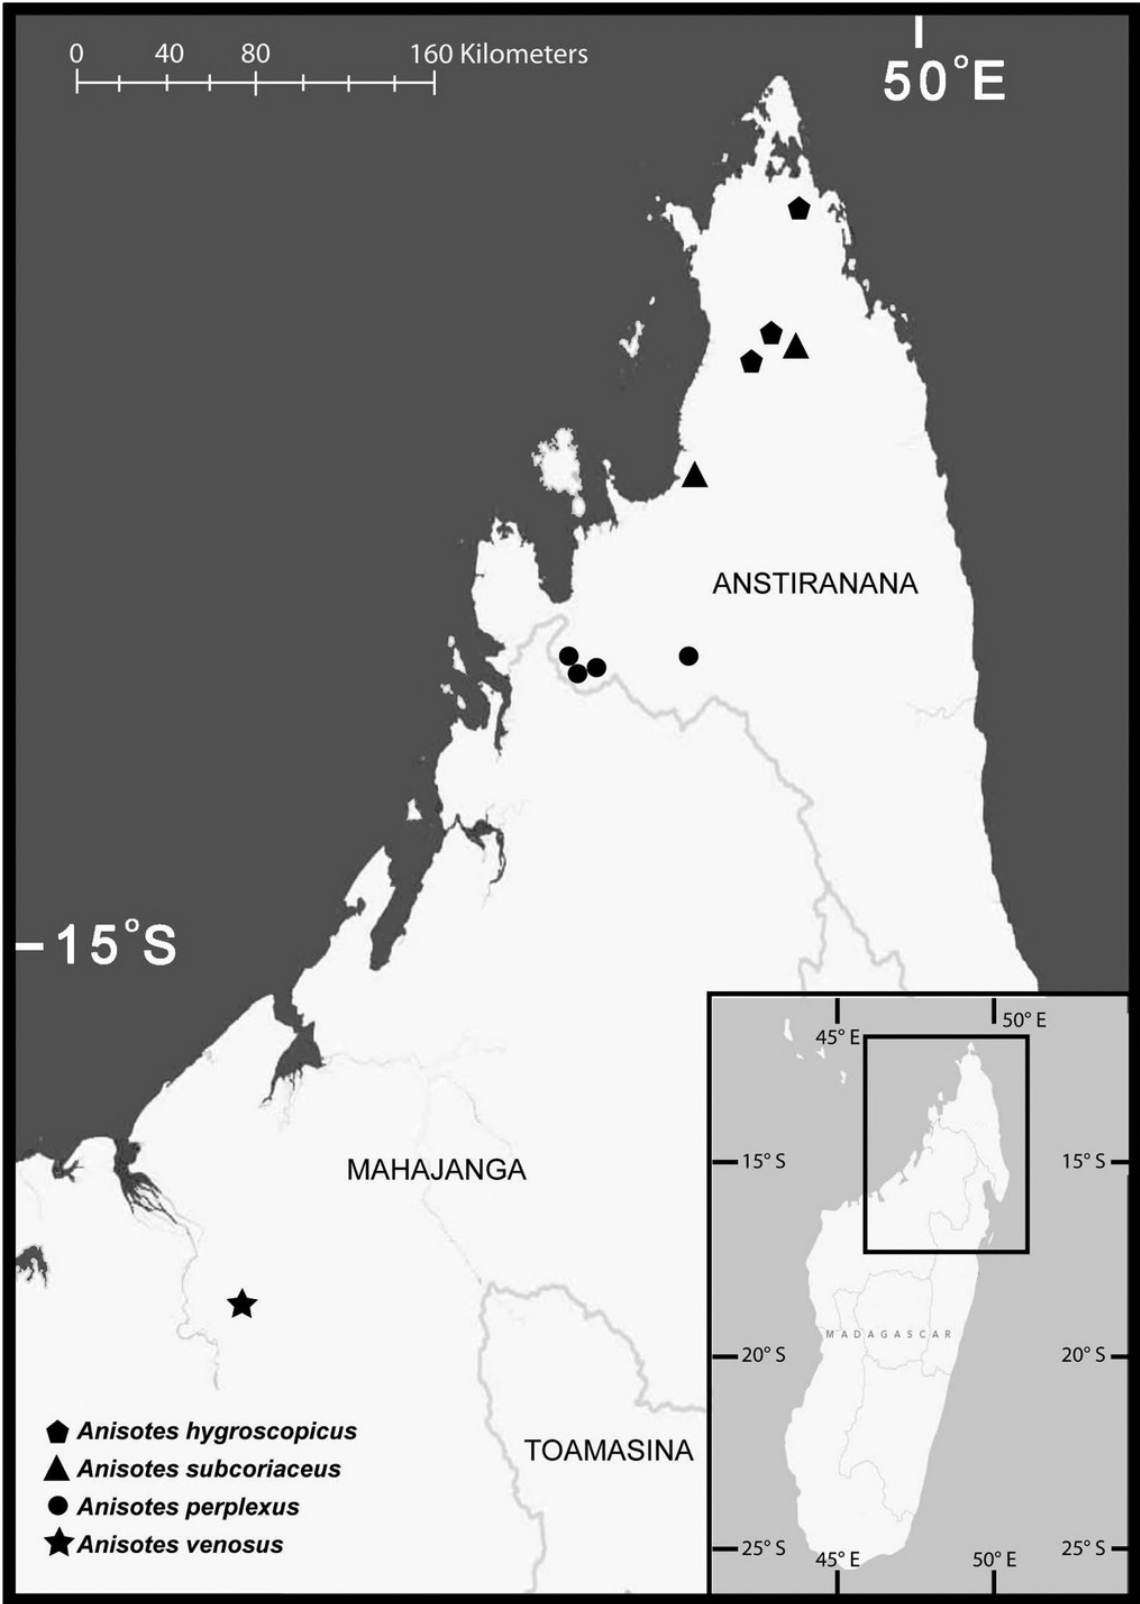 0 40 80 160 Kilometers
50°E
ANSTIRANANA
15°S
MAHAJANGA
TOAMASINA
Anisotes hygroscopicus
Anisotes subcoriaceus
Anisotes perplexus
Anisotes venosus
50° E
45° E
15° S 15° S
MADAGASCAR
20° S 20° S
25° S 45° E 50° E 25° S